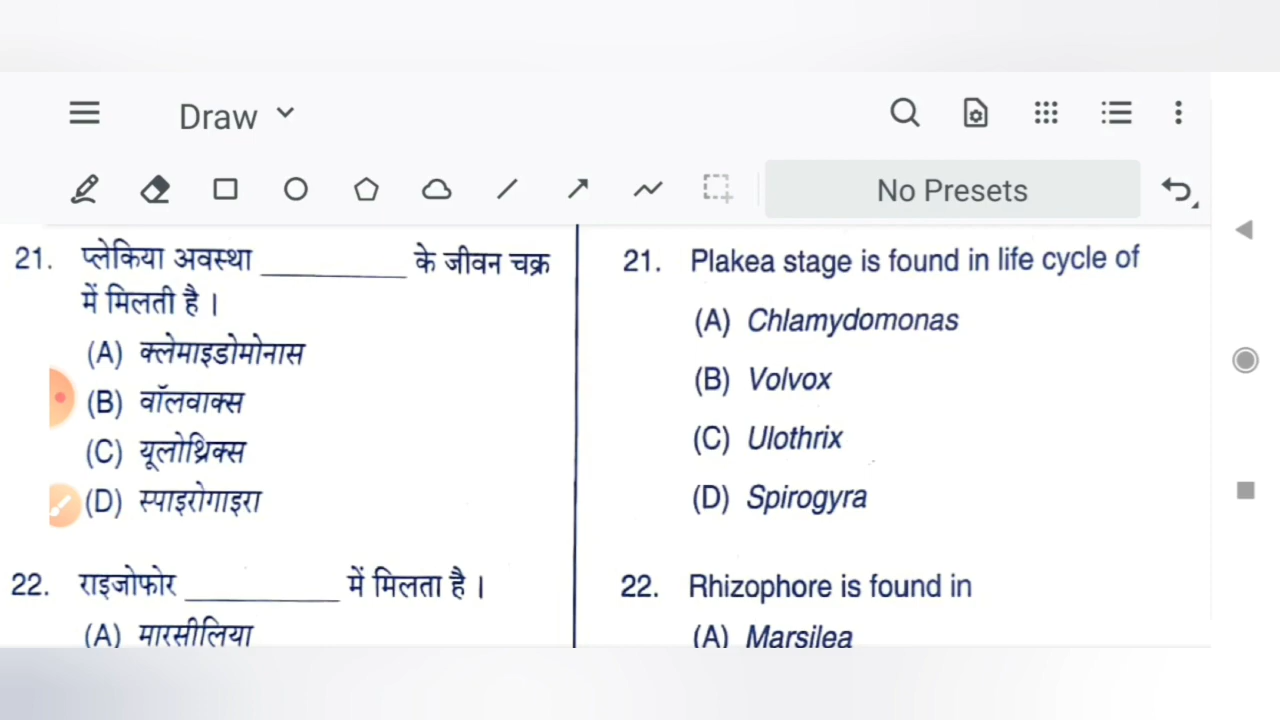 Draw
No Presets
21. प्लेकिया अवस्था __________ के जीवन चक्र
में मिलती है ।
(A) क्लेमाइडोमोनास
(B) वॉलवाक्स
(C) यूलोथ्रिक्स
(D) स्पाइरोगाइरा
22. राइजोफोर __________ में मिलता है ।
(A) मारसीलिया
21. Plakea stage is found in life cycle of
(A) Chlamydomonas
(B) Volvox
(C) Ulothrix
(D) Spirogyra
22. Rhizophore is found in
(A) Marsilea